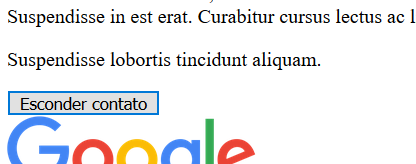 Suspendisse in est erat. Curabitur cursus lectus ac
Suspendisse lobortis tincidunt aliquam.
Esconder contato
Google